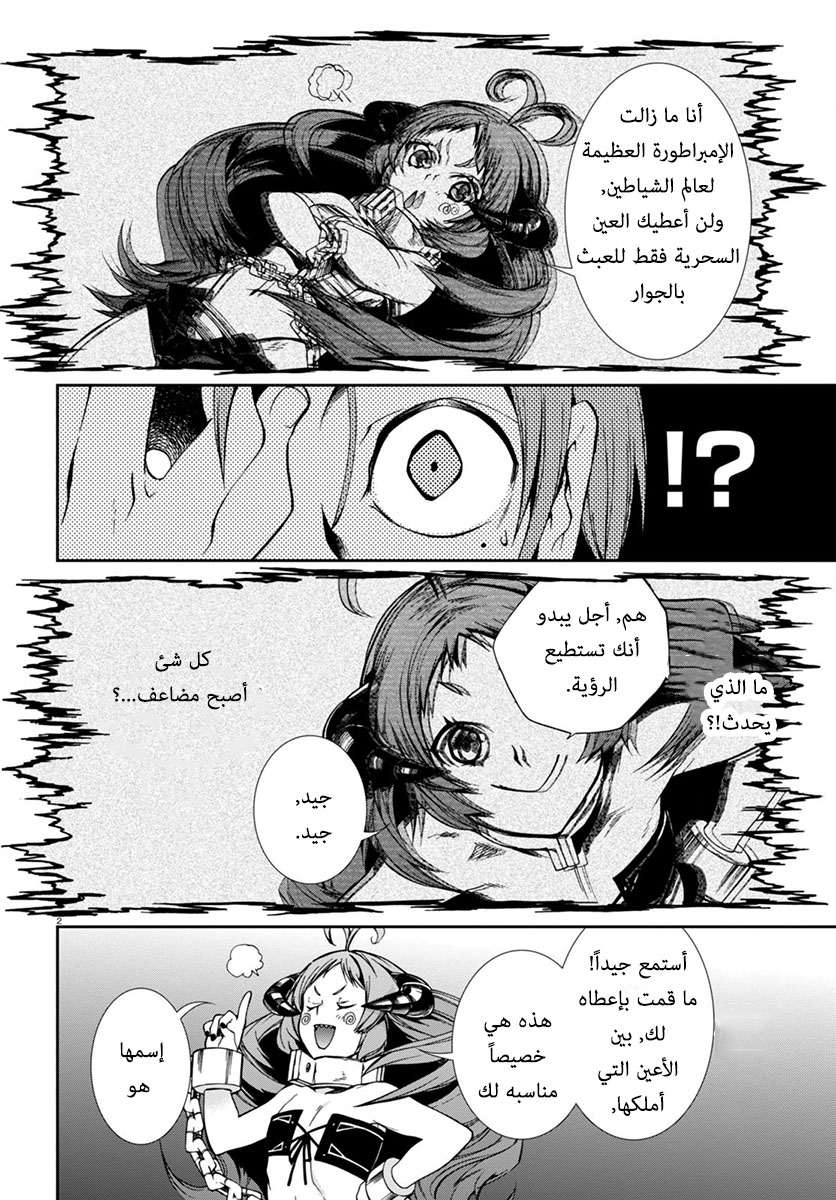 أنا ما زالت
الإمبراطورة العظيمة
لعالم الشياطين,
ولن أعطيك العين
السحرية فقط للعبث
بالجوار
!?
هم, أجل يبدو
أنك تستطيع
الرؤية.
ما الذي
يحدث!؟
كل شئ
أصبح مضاعف...؟
جيد,
جيد.
2
أستمع جيداً!
ما قمت بإعطاه
لك, بين
الأعين التي
أملكها,
هذه هي
خصيصاً
مناسبه لك
إسمها
هو